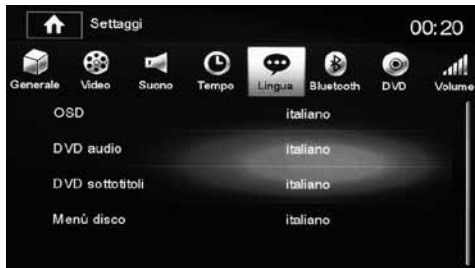 Settaggi 00:20
Generale Video Suono Tempo Lingua Bluetooth DVD Volume
OSD italiano
DVD audio italiano
DVD sottotitoli italiano
Menù disco italiano